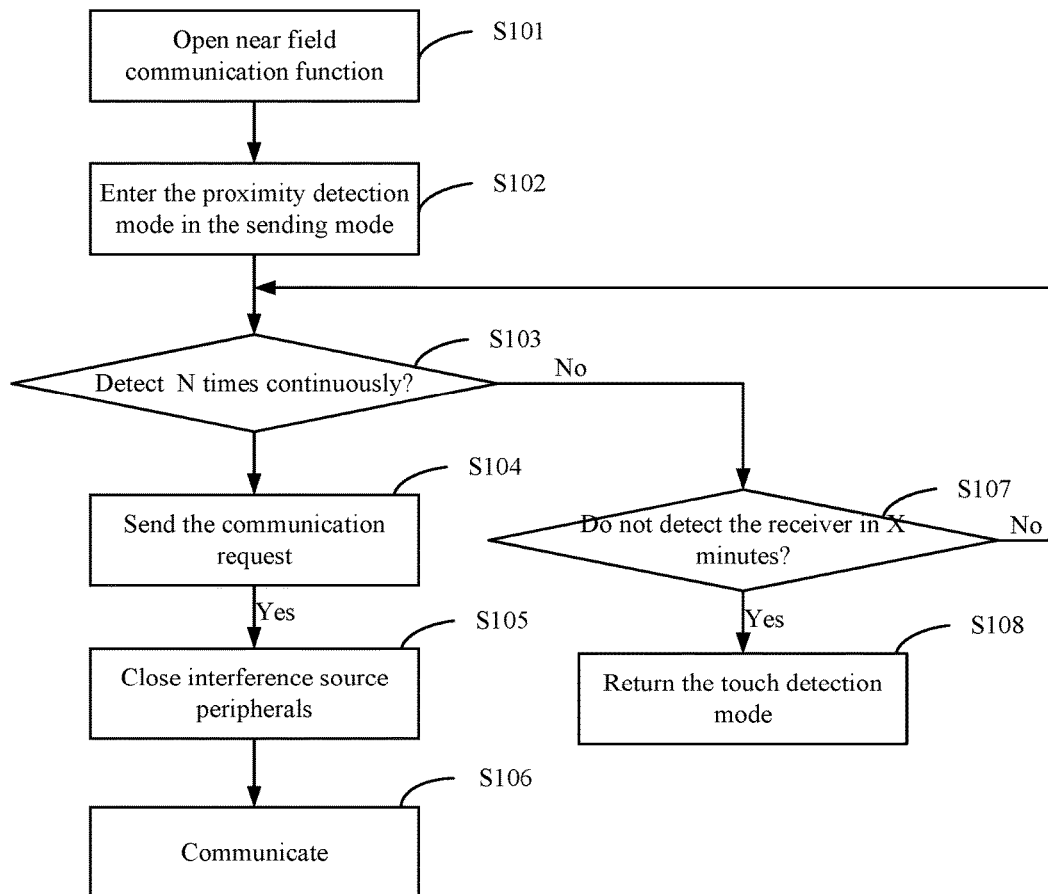 Open near field
communication function
S101
Enter the proximity detection
mode in the sending mode
S102
Detect N times continuously?
S103
No
Send the communication
request
S104
Yes
Close interference source
peripherals
S105
Communicate
S106
Do not detect the receiver in X
minutes?
S107
No
Yes
Return the touch detection
mode
S108